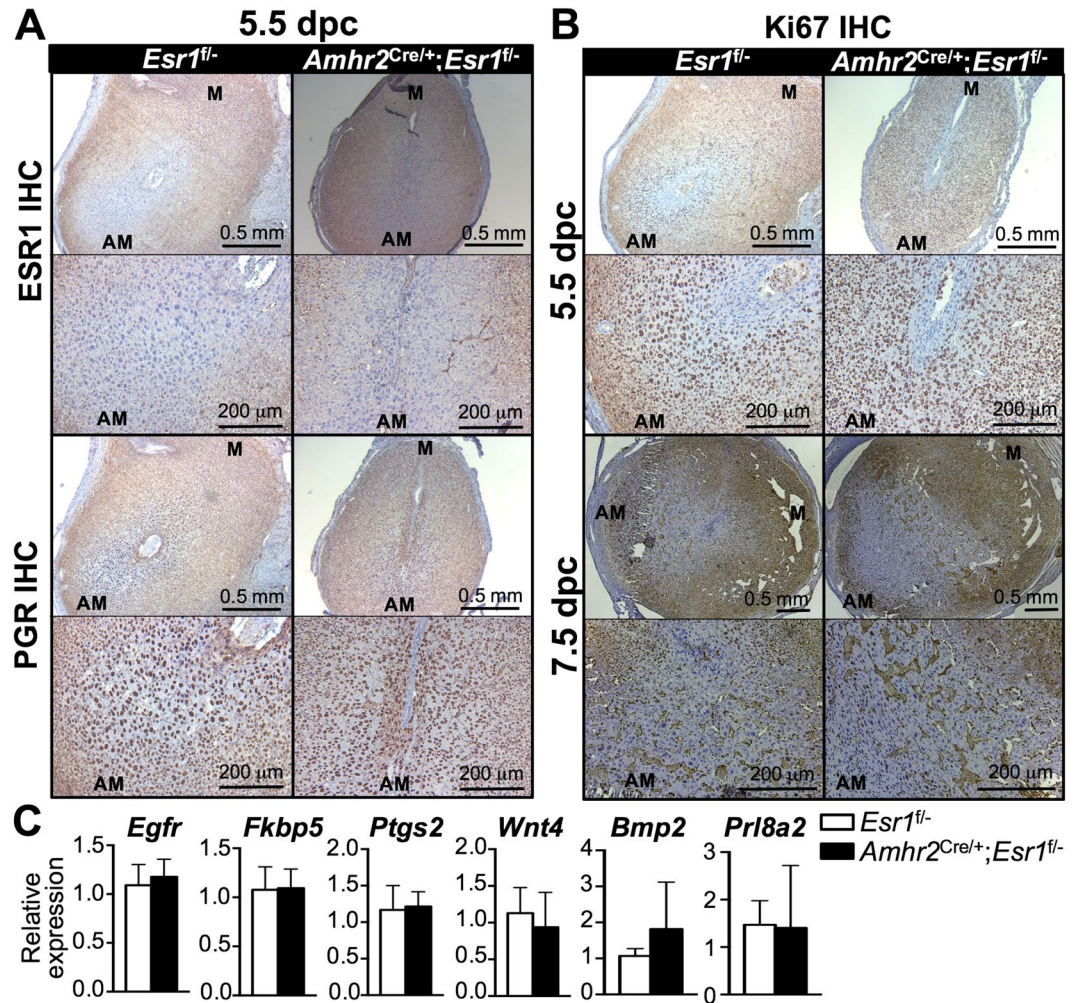 A
5.5 dpc
Esr1f/-
Amhr2Cre/+;Esr1f/-
ESR1 IHC
M
AM
0.5 mm
M
AM
0.5 mm
AM
200 μm
AM
200 μm
PGR IHC
M
AM
0.5 mm
M
AM
0.5 mm
AM
200 μm
AM
200 μm
B
Ki67 IHC
Esr1f/-
Amhr2Cre/+;Esr1f/-
5.5 dpc
M
AM
0.5 mm
M
AM
0.5 mm
AM
200 μm
AM
200 μm
7.5 dpc
AM
M
0.5 mm
M
AM
0.5 mm
AM
200 μm
AM
200 μm
C
Relative
expression
Egfr
1.5
1.0
0.5
0.0
Fkbp5
1.5
1.0
0.5
0.0
Ptgs2
2.0
1.5
1.0
0.5
0.0
Wnt4
2.0
1.5
1.0
0.5
0.0
Bmp2
4
3
2
1
0
Prl8a2
3
2
1
0
Esr1f/-
Amhr2Cre/+;Esr1f/-